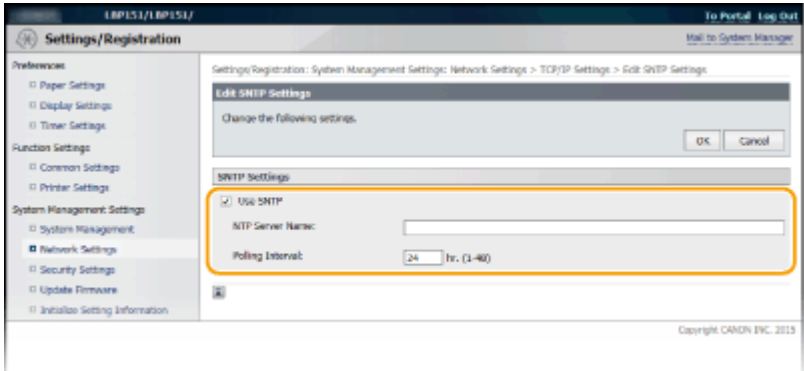 LBP151/LBP151/
To Portal Log Out
Settings/Registration
Mail to System Manager
Preferences
Paper Settings
Display Settings
Timer Settings
Function Settings
Common Settings
Printer Settings
System Management Settings
System Management
Network Settings
Security Settings
Update Firmware
Initialize Setting Information
Settings/Registration: System Management Settings: Network Settings > TCP/IP Settings > Edit SNTP Settings
Edit SNTP Settings
Change the following settings.
OK Cancel
SNTP Settings
Use SNTP
NTP Server Name:
Polling Interval: 24 hr. (1-48)
Copyright CANON INC. 2015